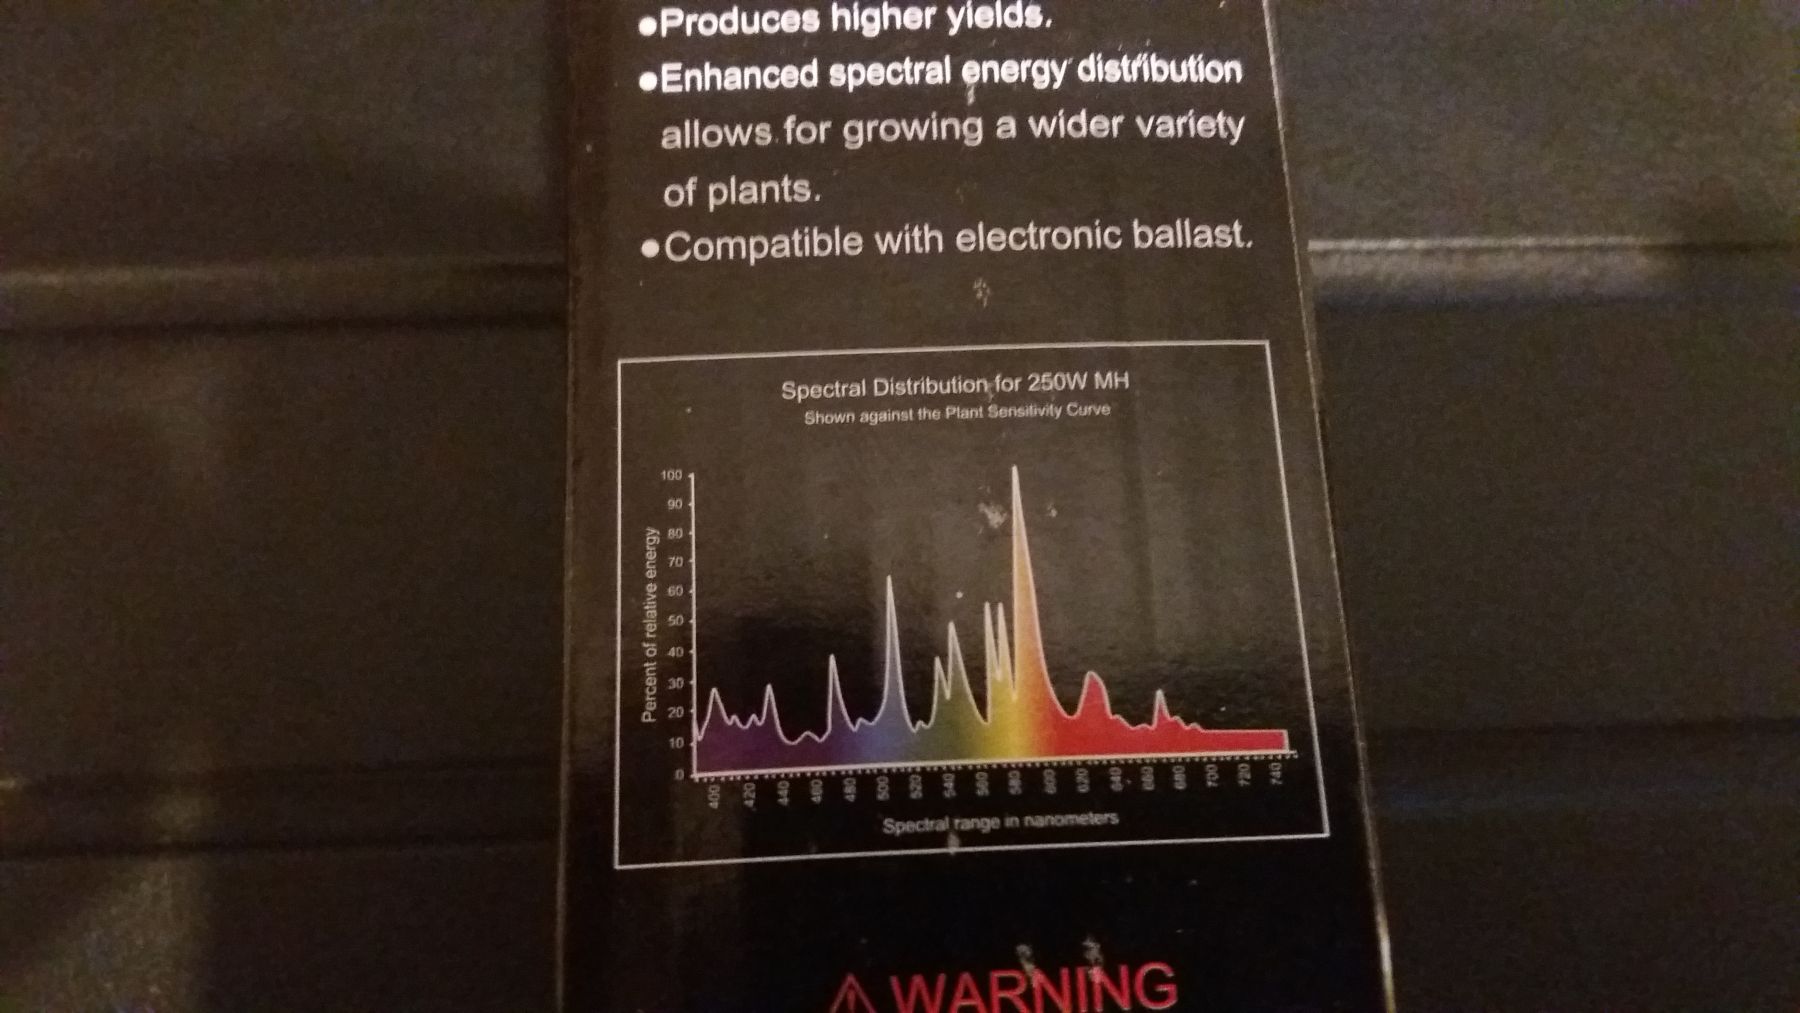 ●Produces higher yields.
●Enhanced spectral energy distribution
allows for growing a wider variety
of plants.
●Compatible with electronic ballast.
Spectral Distribution for 250W MH
Shown against the Plant Sensitivity Curve
Percent of relative energy
100
90
80
70
60
50
40
30
20
10
0
400 420 440 460 480 500 520 540 560 580 600 620 640 660 680 700 720 740
Spectral range in nanometers
⚠ WARNING